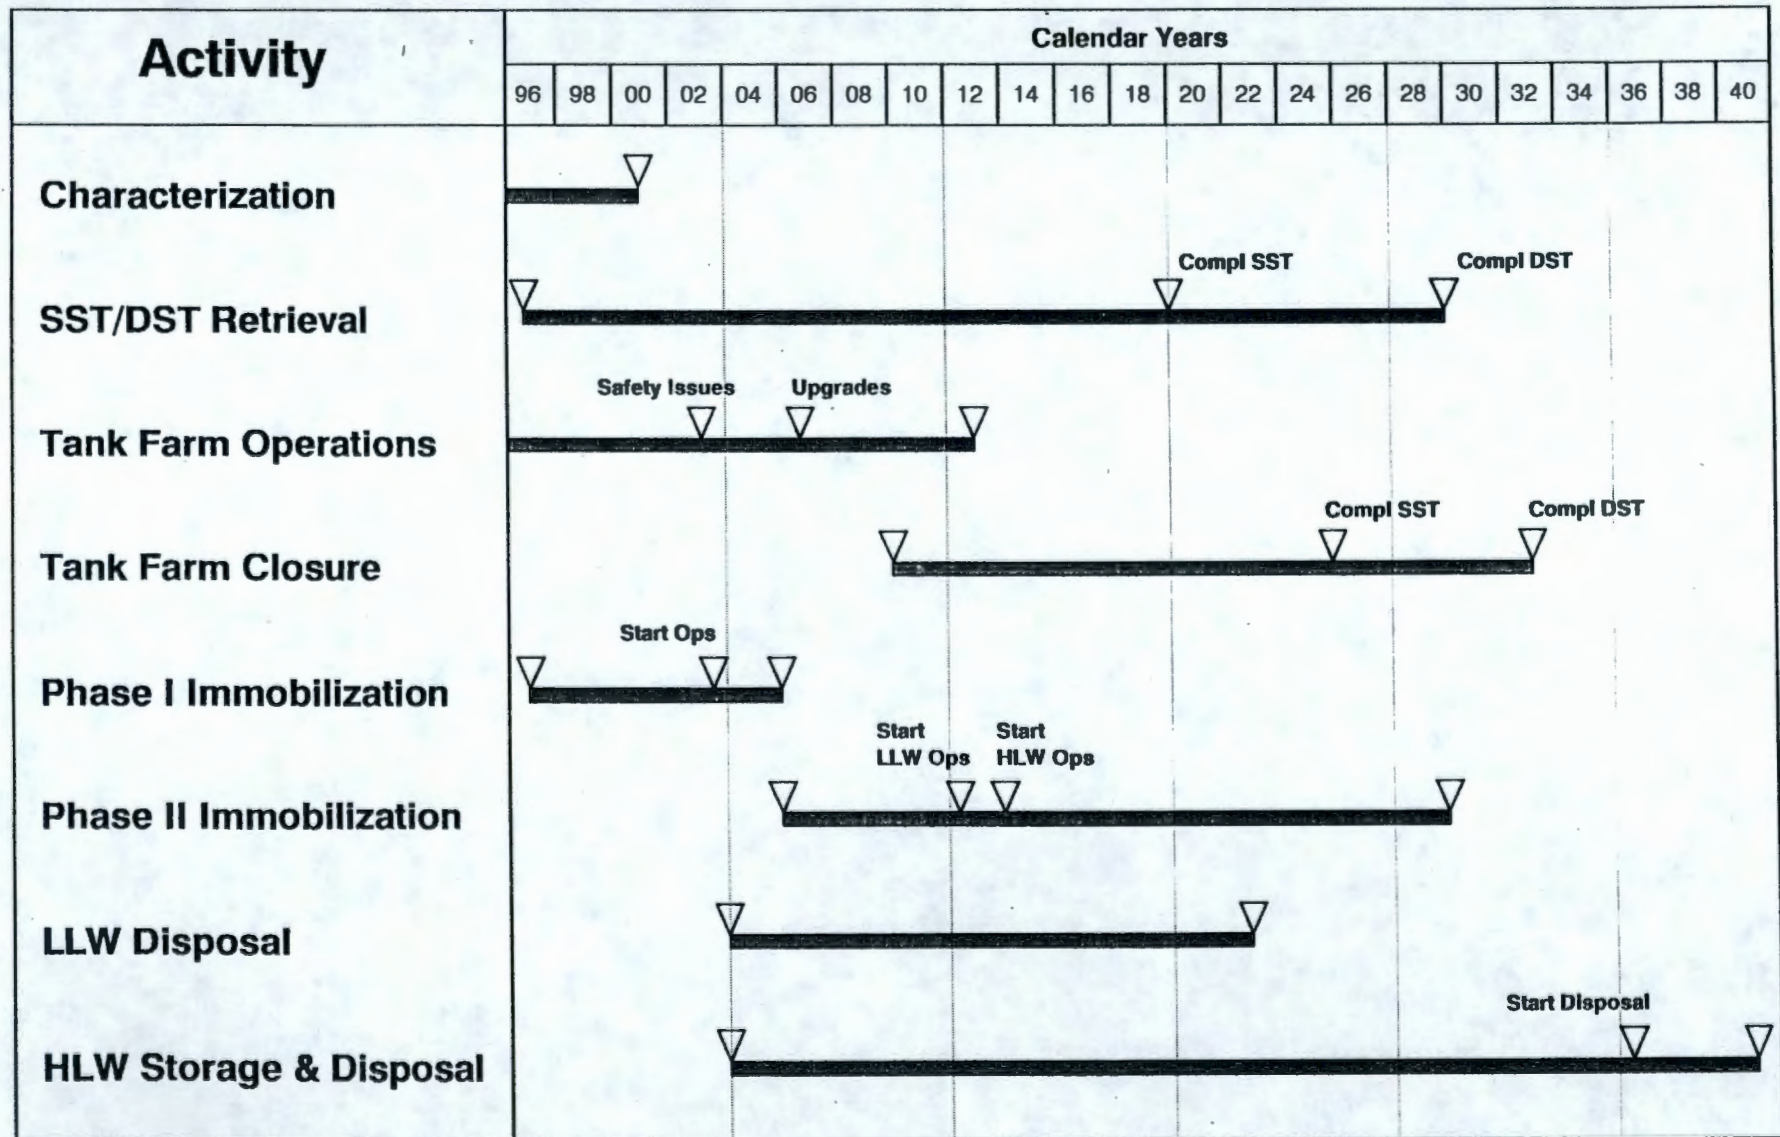 Activity
Calendar Years
96 98 00 02 04 06 08 10 12 14 16 18 20 22 24 26 28 30 32 34 36 38 40
Characterization
Compl SST Compl DST
SST/DST Retrieval
Safety Issues Upgrades
Tank Farm Operations
Compl SST Compl DST
Tank Farm Closure
Start Ops
Phase I Immobilization
Start Start
LLW Ops HLW Ops
Phase II Immobilization
LLW Disposal
Start Disposal
HLW Storage & Disposal